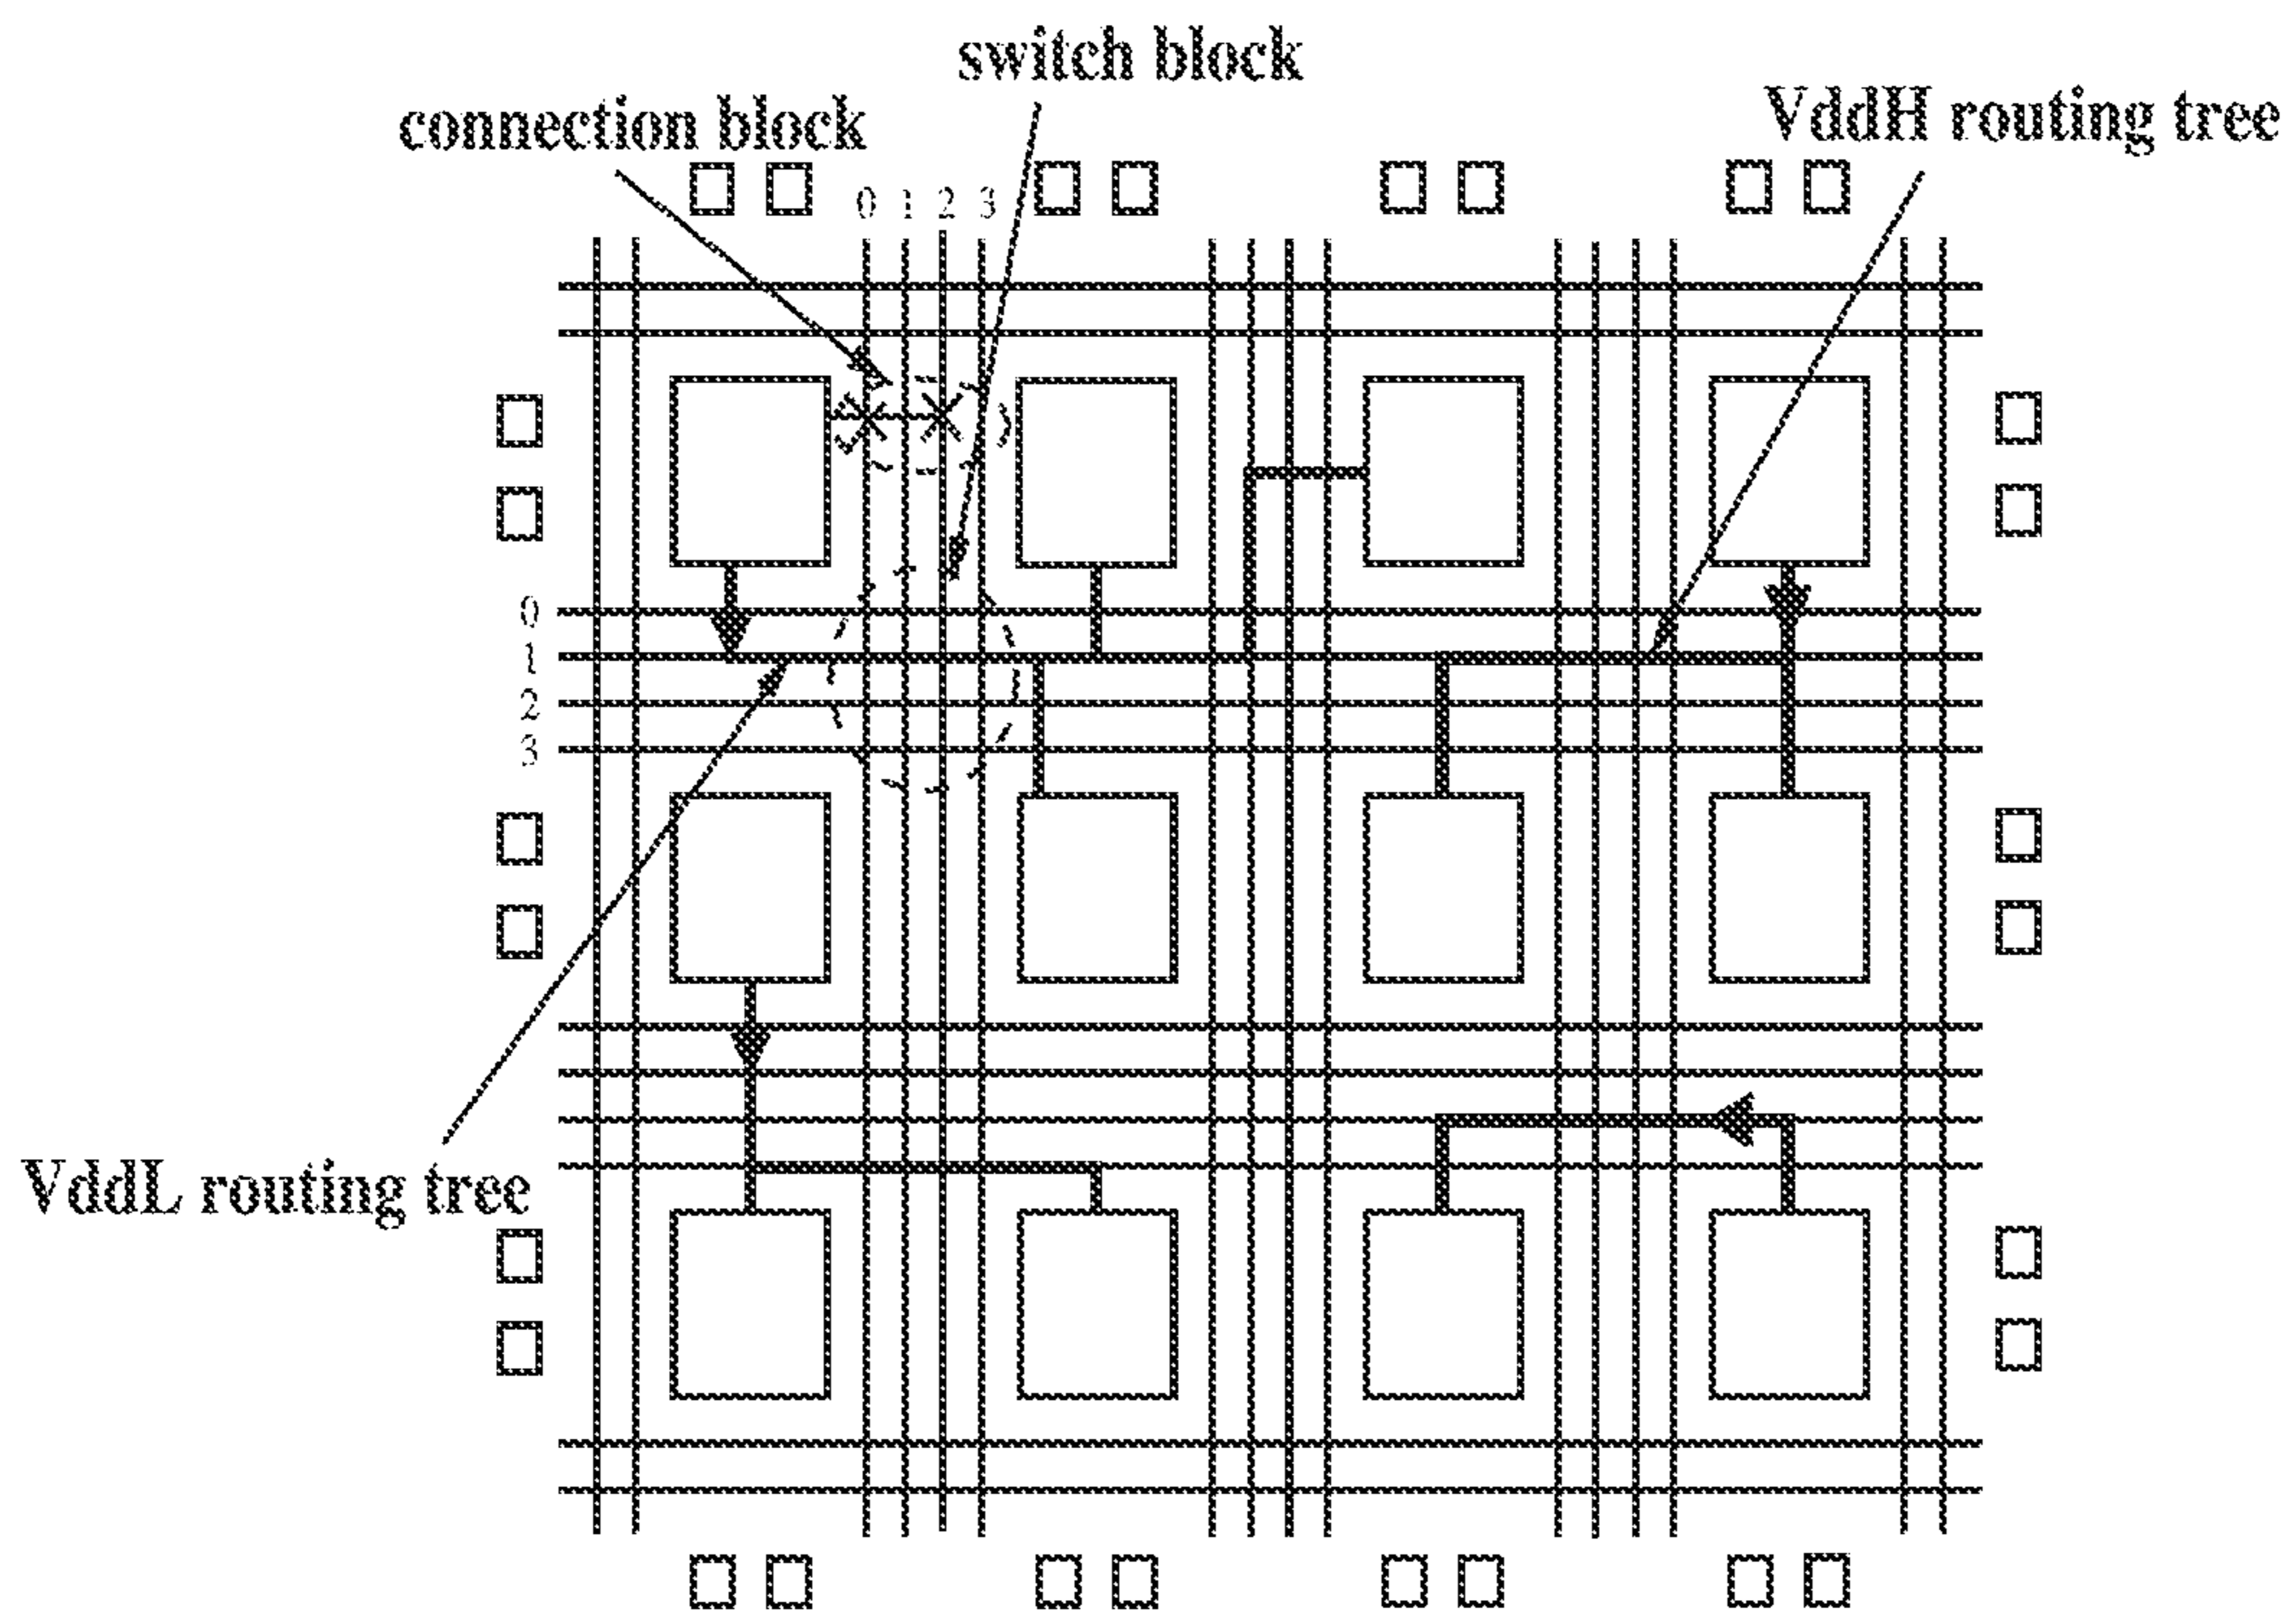 switch block
connection block
VddH routing tree
0 1 2 3
0
1
2
3
VddL routing tree